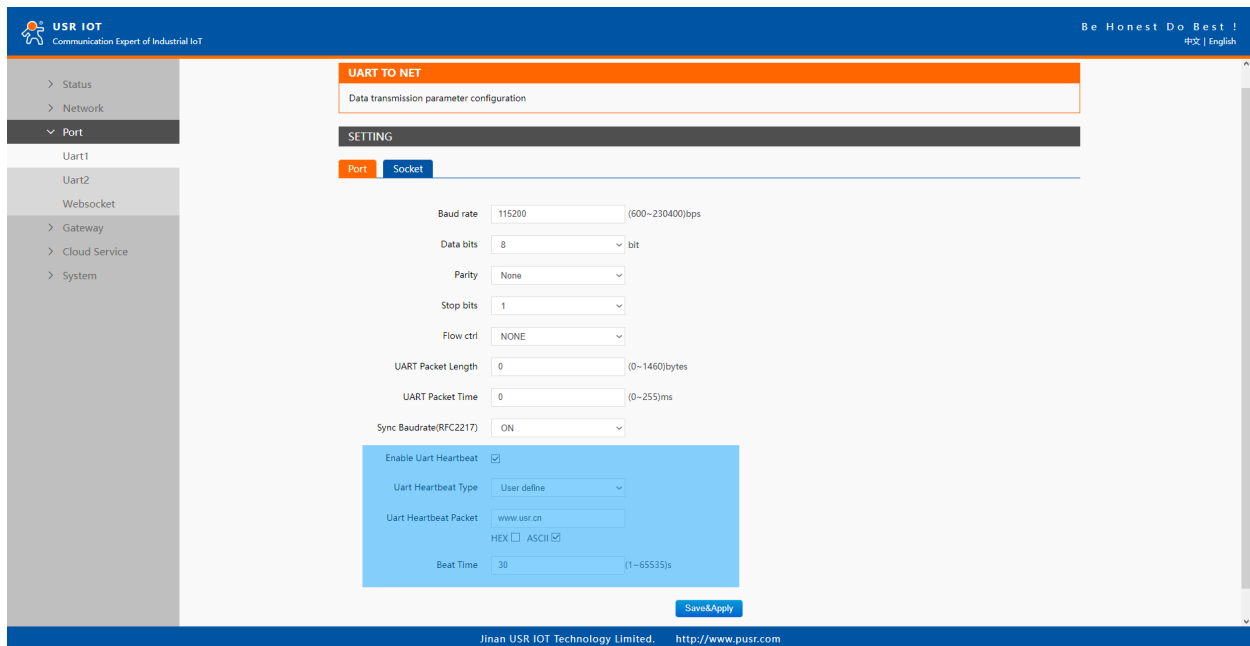 USR IOT
Communication Expert of Industrial IoT
Be Honest Do Best !
中文 | English
Status
Network
Port
Uart1
Uart2
Websocket
Gateway
Cloud Service
System
UART TO NET
Data transmission parameter configuration
SETTING
Port Socket
Baud rate 115200 (600~230400)bps
Data bits 8 bit
Parity None
Stop bits 1
Flow ctrl NONE
UART Packet Length 0 (0~1460)bytes
UART Packet Time 0 (0~255)ms
Sync Baudrate(RFC2217) ON
Enable Uart Heartbeat
Uart Heartbeat Type User define
Uart Heartbeat Packet www.usr.cn
HEX ASCII
Beat Time 30 (1~65535)s
Save&Apply
Jinan USR IOT Technology Limited. http://www.pusr.com